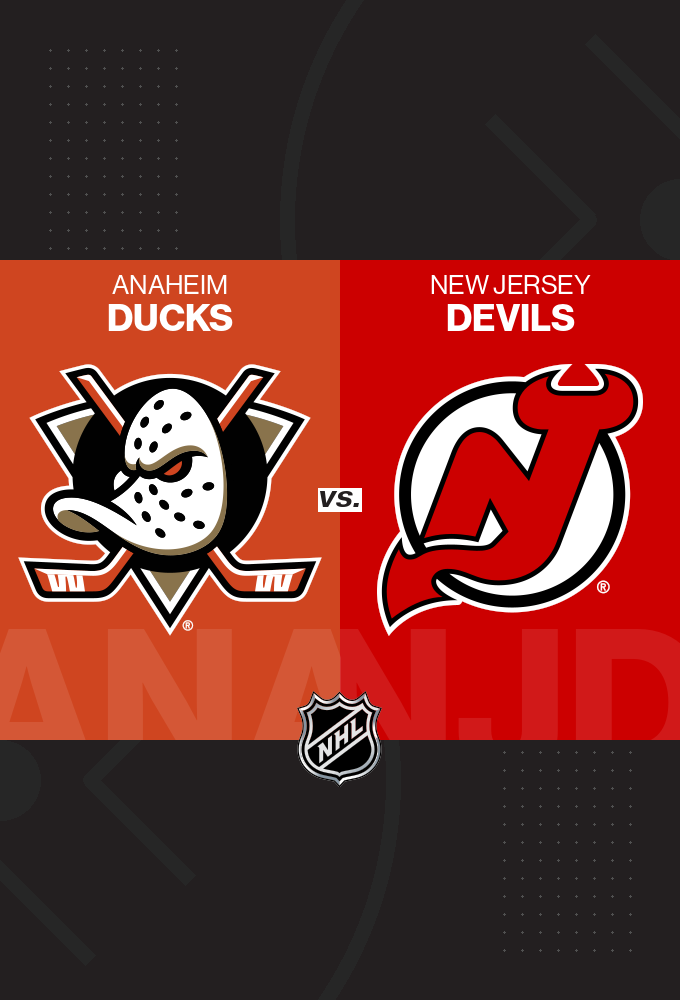 ANAHEIM
DUCKS
NEW JERSEY
DEVILS
vs.
®
®
ANA
NJD
NHL